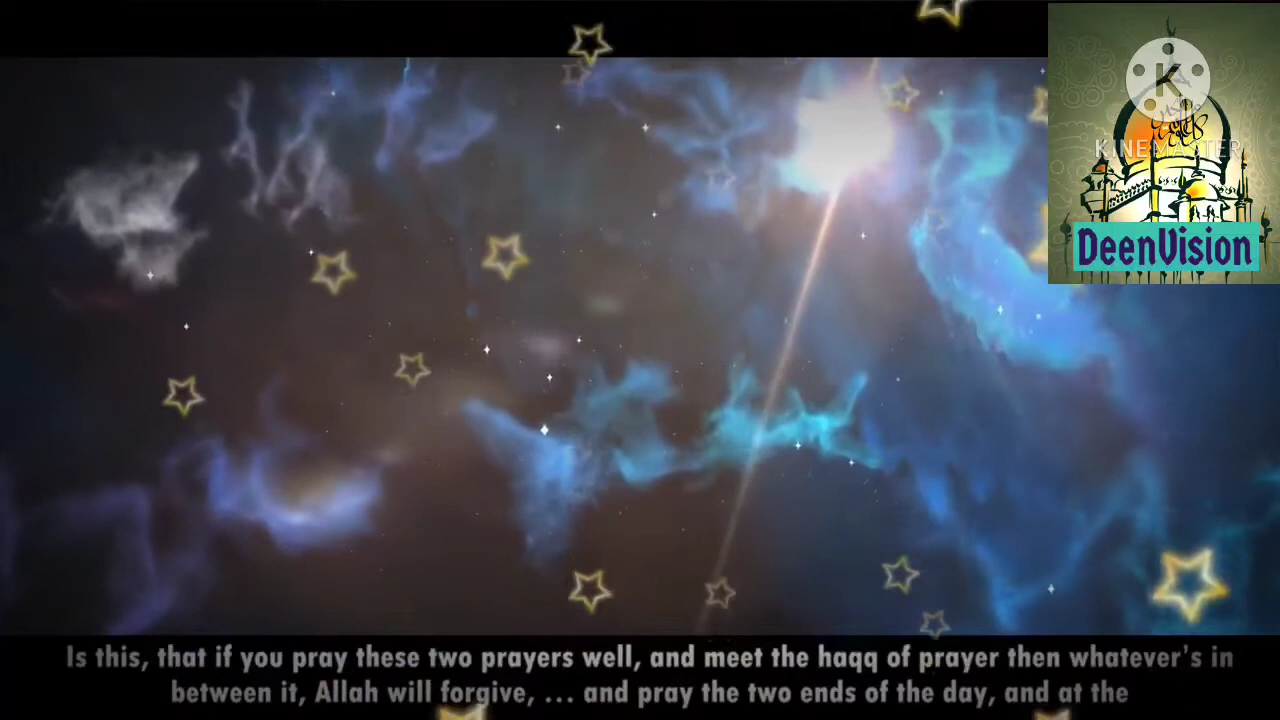 KINEMASTER
DeenVision
Is this, that if you pray these two prayers well, and meet the haqq of prayer then whatever's in
between it, Allah will forgive, ... and pray the two ends of the day, and at the